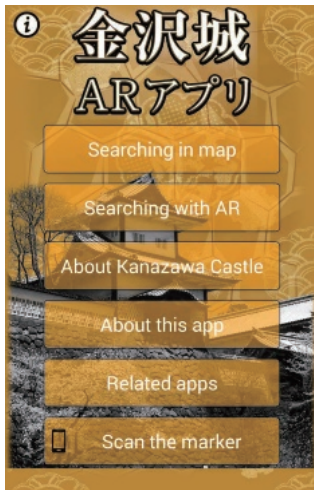 i
金沢城
ARアプリ
Searching in map
Searching with AR
About Kanazawa Castle
About this app
Related apps
Scan the marker